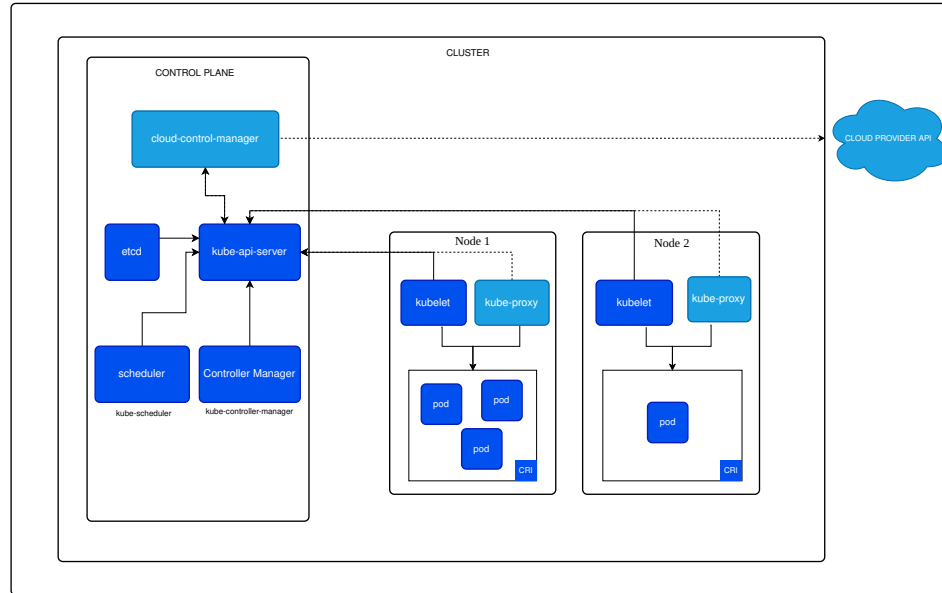 CLUSTER
CONTROL PLANE
cloud-control-manager
CLOUD PROVIDER API
etcd
kube-api-server
Node 1
Node 2
kubelet
kube-proxy
kubelet
kube-proxy
scheduler
Controller Manager
kube-scheduler
kube-controller-manager
pod
pod
pod
CRI
pod
CRI